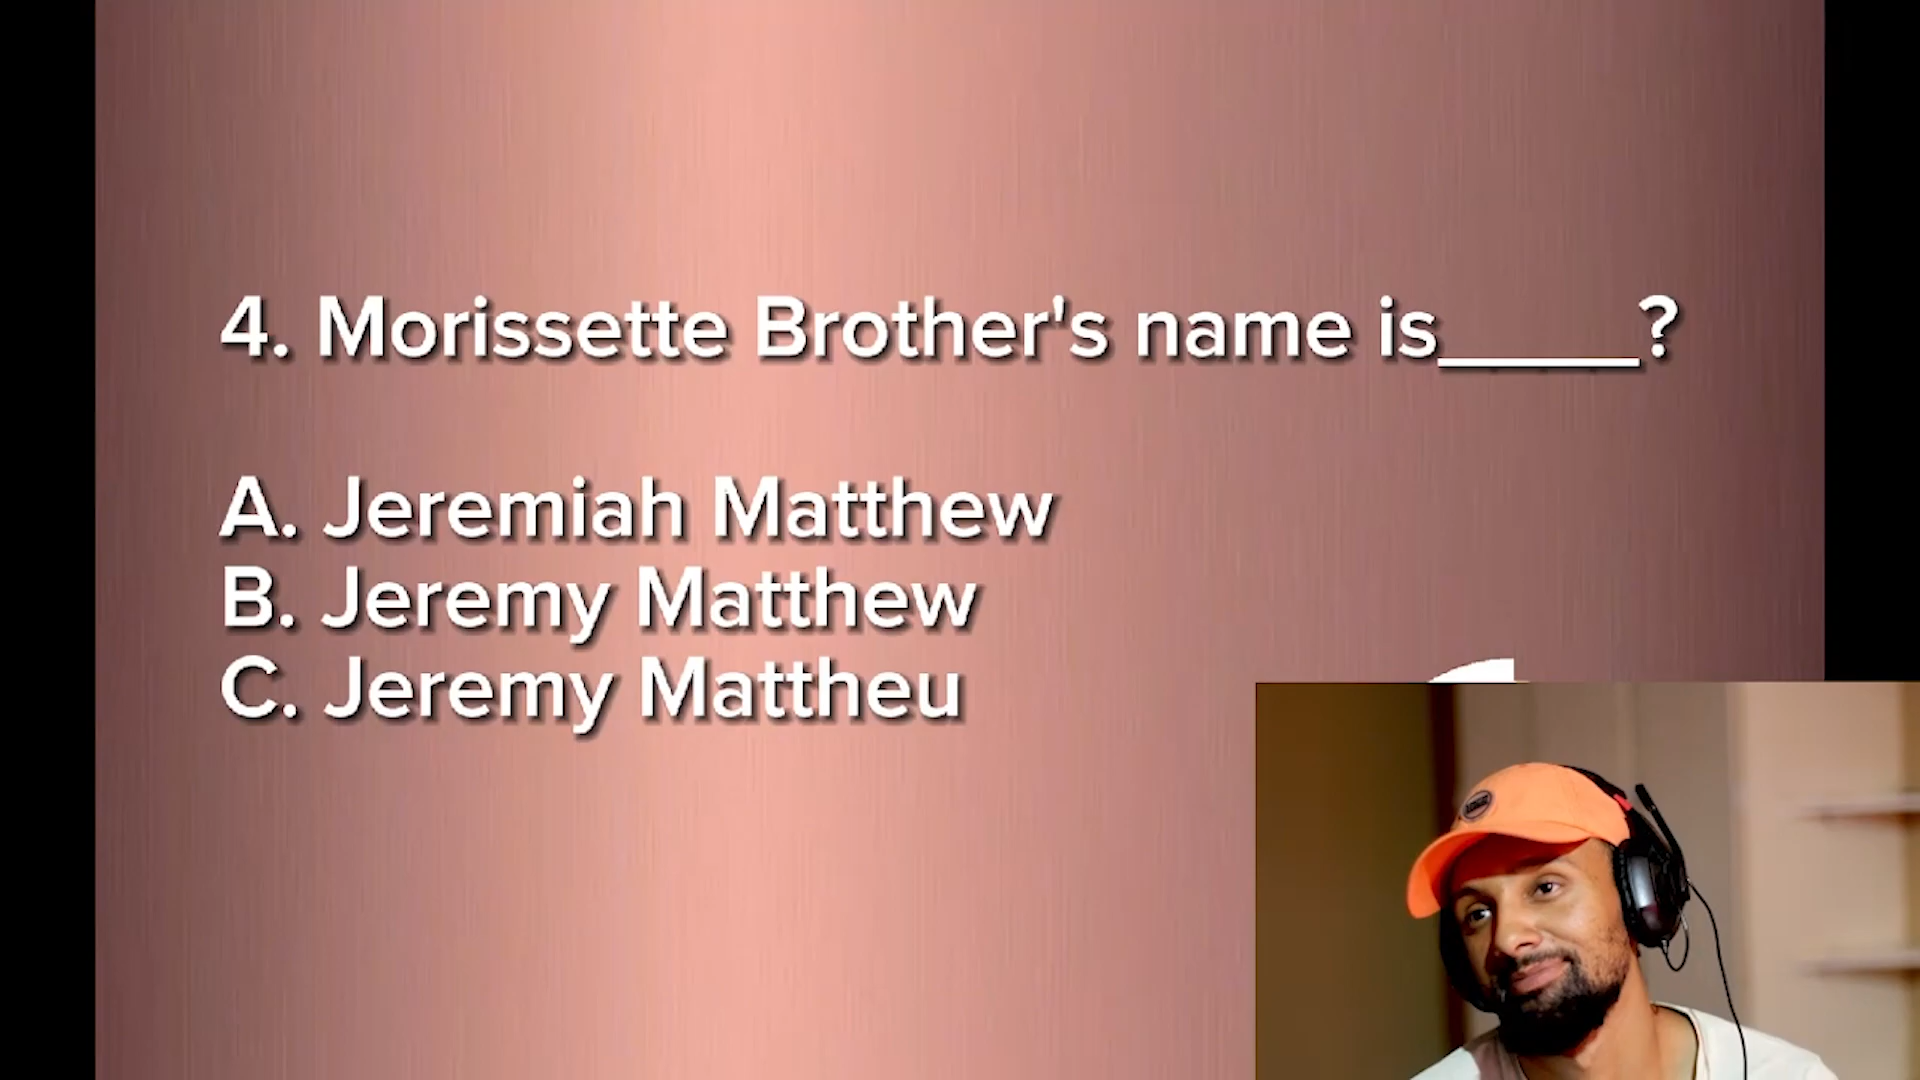 4. Morissette Brother's name is_____?
A. Jeremiah Matthew
B. Jeremy Matthew
C. Jeremy Mattheu